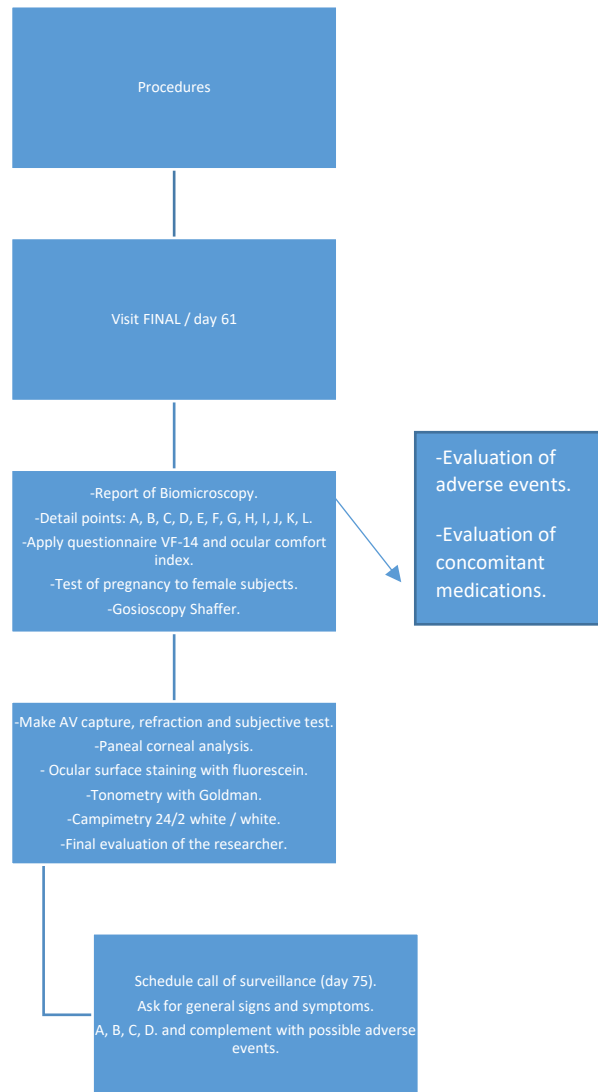 Procedures
Visit FINAL / day 61
-Report of Biomicroscopy.
-Detail points: A, B, C, D, E, F, G, H, I, J, K, L.
-Apply questionnaire VF-14 and ocular comfort
index.
-Test of pregnancy to female subjects.
-Gosioscopy Shaffer.
-Evaluation of
adverse events.
-Evaluation of
concomitant
medications.
-Make AV capture, refraction and subjective test.
-Paneal corneal analysis.
- Ocular surface staining with fluorescein.
-Tonometry with Goldman.
-Campimetry 24/2 white / white.
-Final evaluation of the researcher.
Schedule call of surveillance (day 75).
Ask for general signs and symptoms.
A, B, C, D. and complement with possible adverse
events.